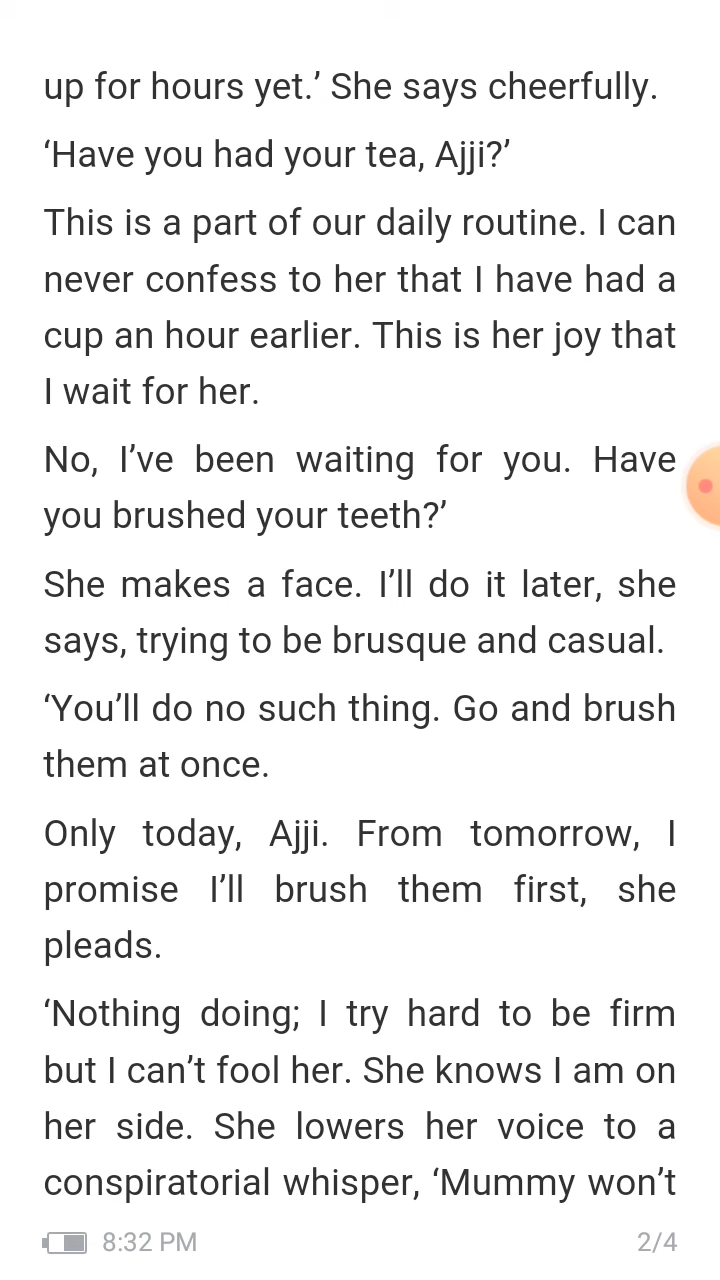 up for hours yet.’ She says cheerfully.
‘Have you had your tea, Ajji?’
This is a part of our daily routine. I can
never confess to her that I have had a
cup an hour earlier. This is her joy that
I wait for her.
No, I’ve been waiting for you. Have
you brushed your teeth?’
She makes a face. I’ll do it later, she
says, trying to be brusque and casual.
‘You’ll do no such thing. Go and brush
them at once.
Only today, Ajji. From tomorrow, I
promise I’ll brush them first, she
pleads.
‘Nothing doing; I try hard to be firm
but I can’t fool her. She knows I am on
her side. She lowers her voice to a
conspiratorial whisper, ‘Mummy won’t
8:32 PM 2/4